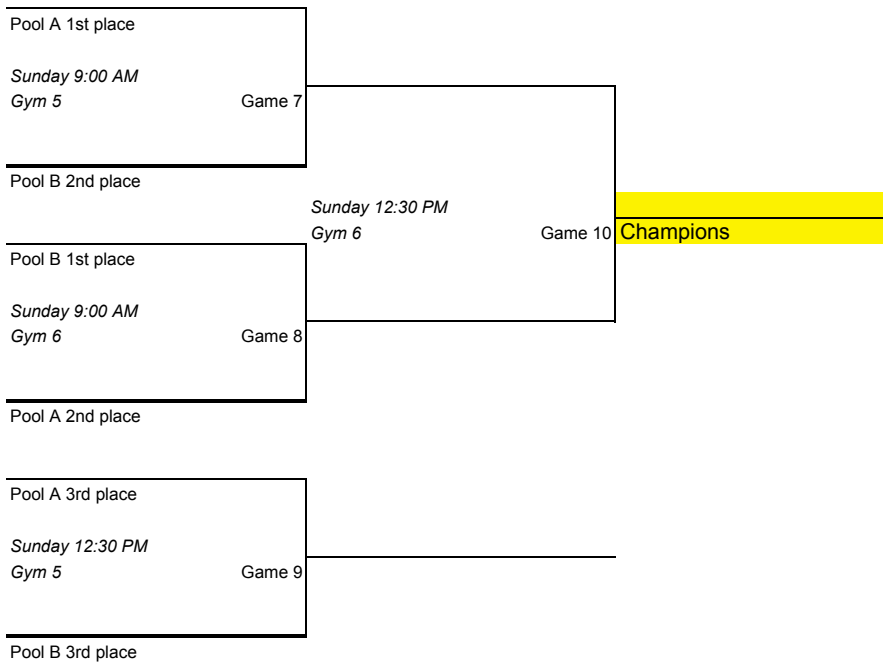 Pool A 1st place
Sunday 9:00 AM
Gym 5 Game 7
Pool B 2nd place
Sunday 12:30 PM
Gym 6 Game 10 Champions
Pool B 1st place
Sunday 9:00 AM
Gym 6 Game 8
Pool A 2nd place
Pool A 3rd place
Sunday 12:30 PM
Gym 5 Game 9
Pool B 3rd place